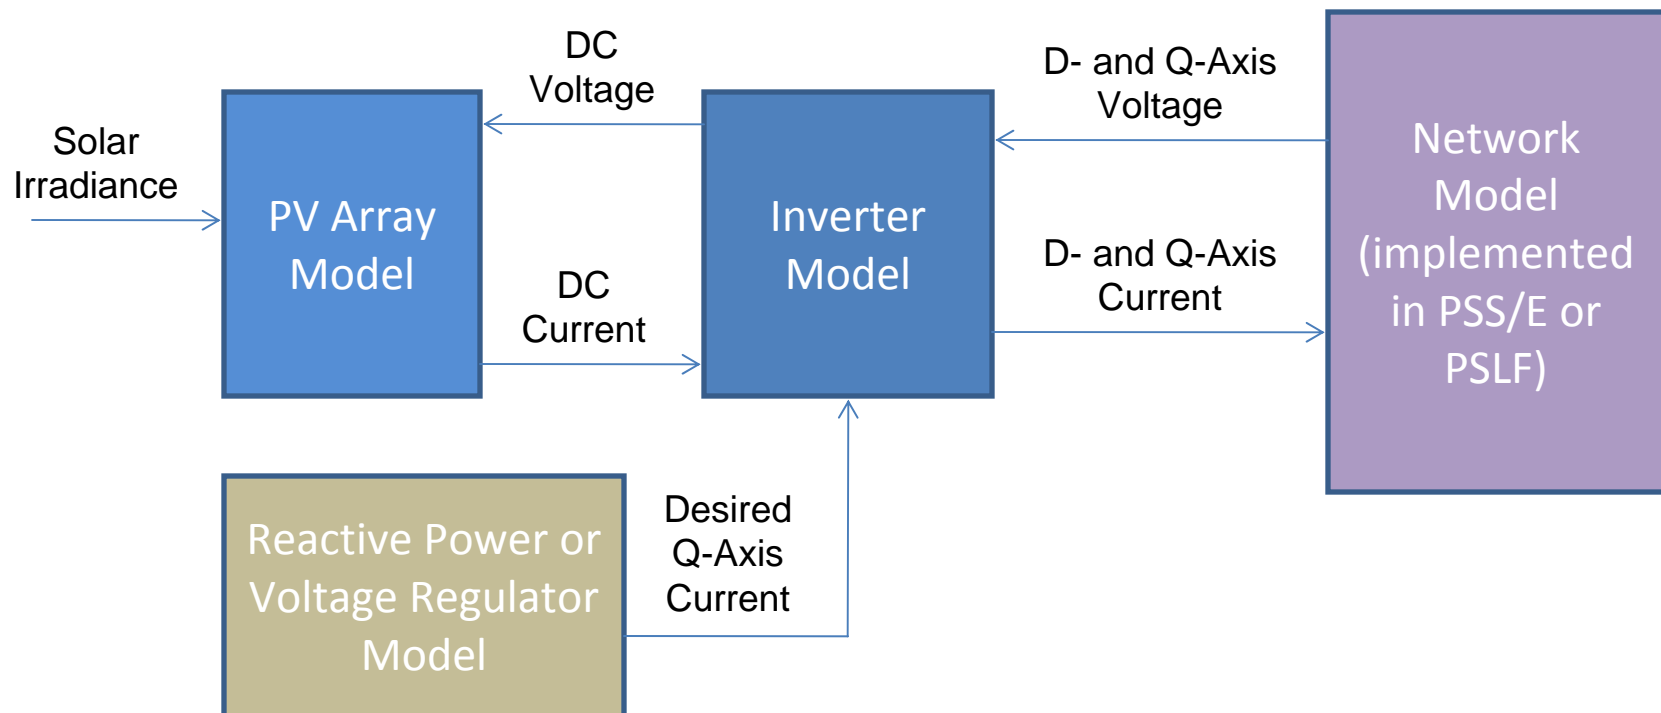 Solar
Irradiance
PV Array
Model
DC
Voltage
DC
Current
Inverter
Model
D- and Q-Axis
Voltage
D- and Q-Axis
Current
Network
Model
(implemented
in PSS/E or
PSLF)
Reactive Power or
Voltage Regulator
Model
Desired
Q-Axis
Current